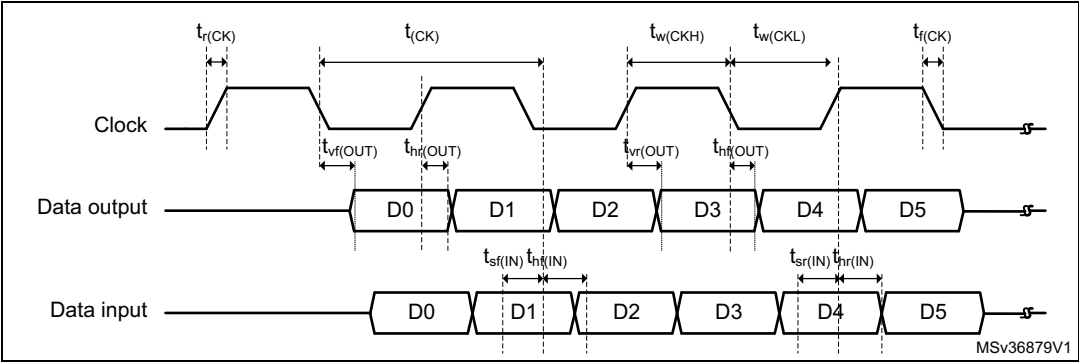 tr(CK) t(CK) tw(CKH) tw(CKL) tf(CK)
Clock
tvf(OUT) thr(OUT) tvr(OUT) thf(OUT)
Data output D0 D1 D2 D3 D4 D5
tsf(IN) thf(IN) tsr(IN) thr(IN)
Data input D0 D1 D2 D3 D4 D5
MSv36879V1